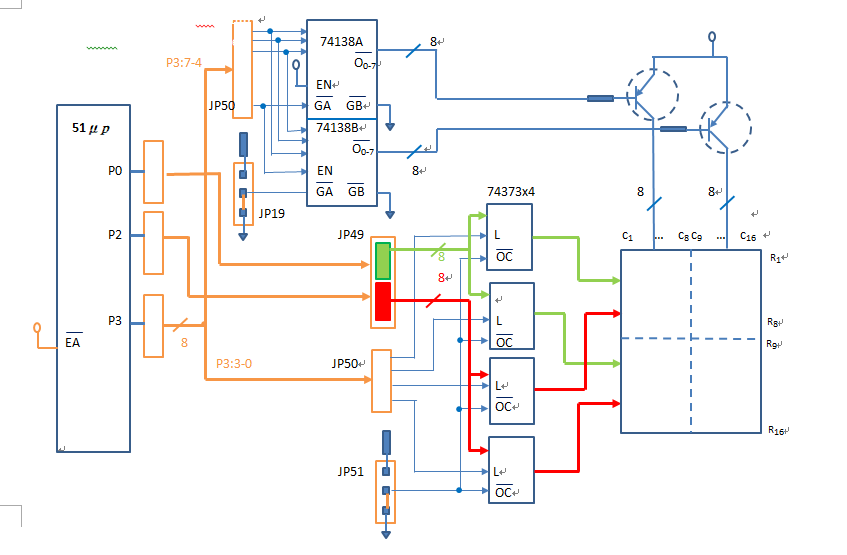 74138A
8
P3:7-4
O0-7
EN
JP50
GA GB
51 μp
74138B
O0-7
P0
EN
8
GA GB
8
8
74373x4
JP19
P2
JP49
C1 ... C8 C9 ... C16
L
8
OC
R1
8
P3
L
R8
EA
8
OC
R9
P3:3-0
JP50
L
OC
R16
JP51
L
OC